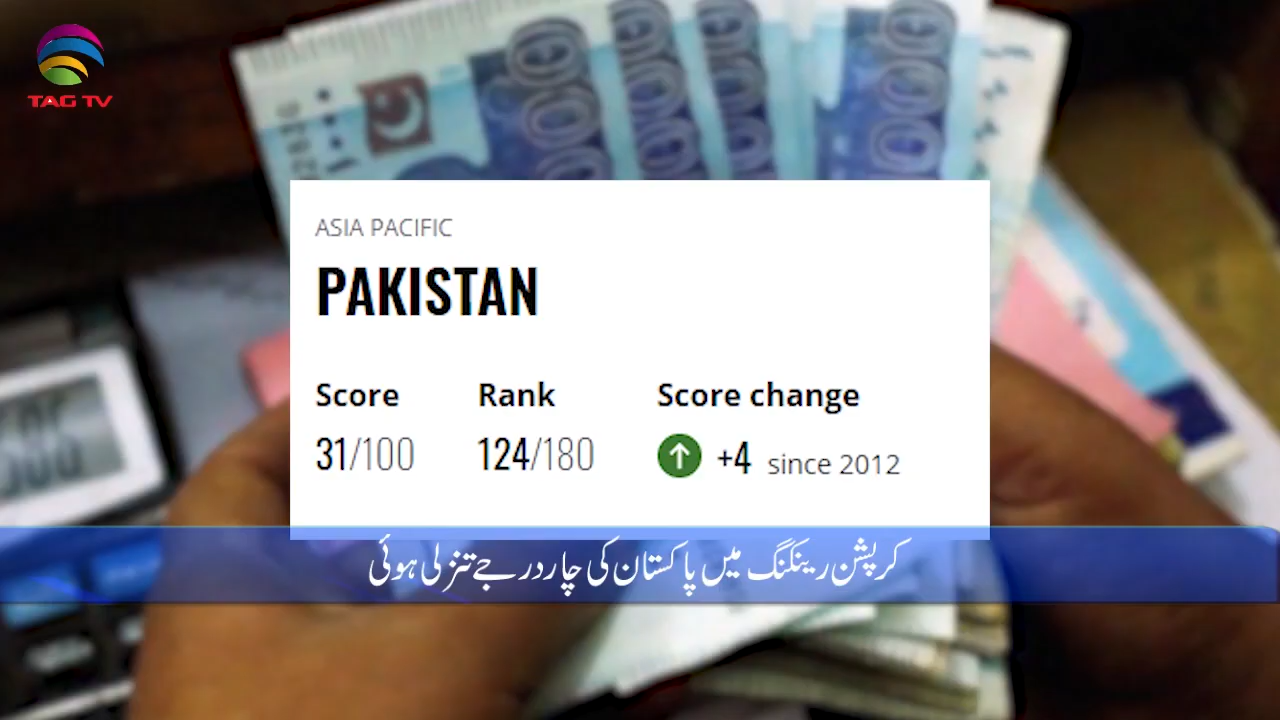 TAG TV
ASIA PACIFIC
PAKISTAN
Score Rank Score change
31/100 124/180 +4 since 2012
کرپشن رینکنگ میں پاکستان کی چار درجے تنزلی ہوئی